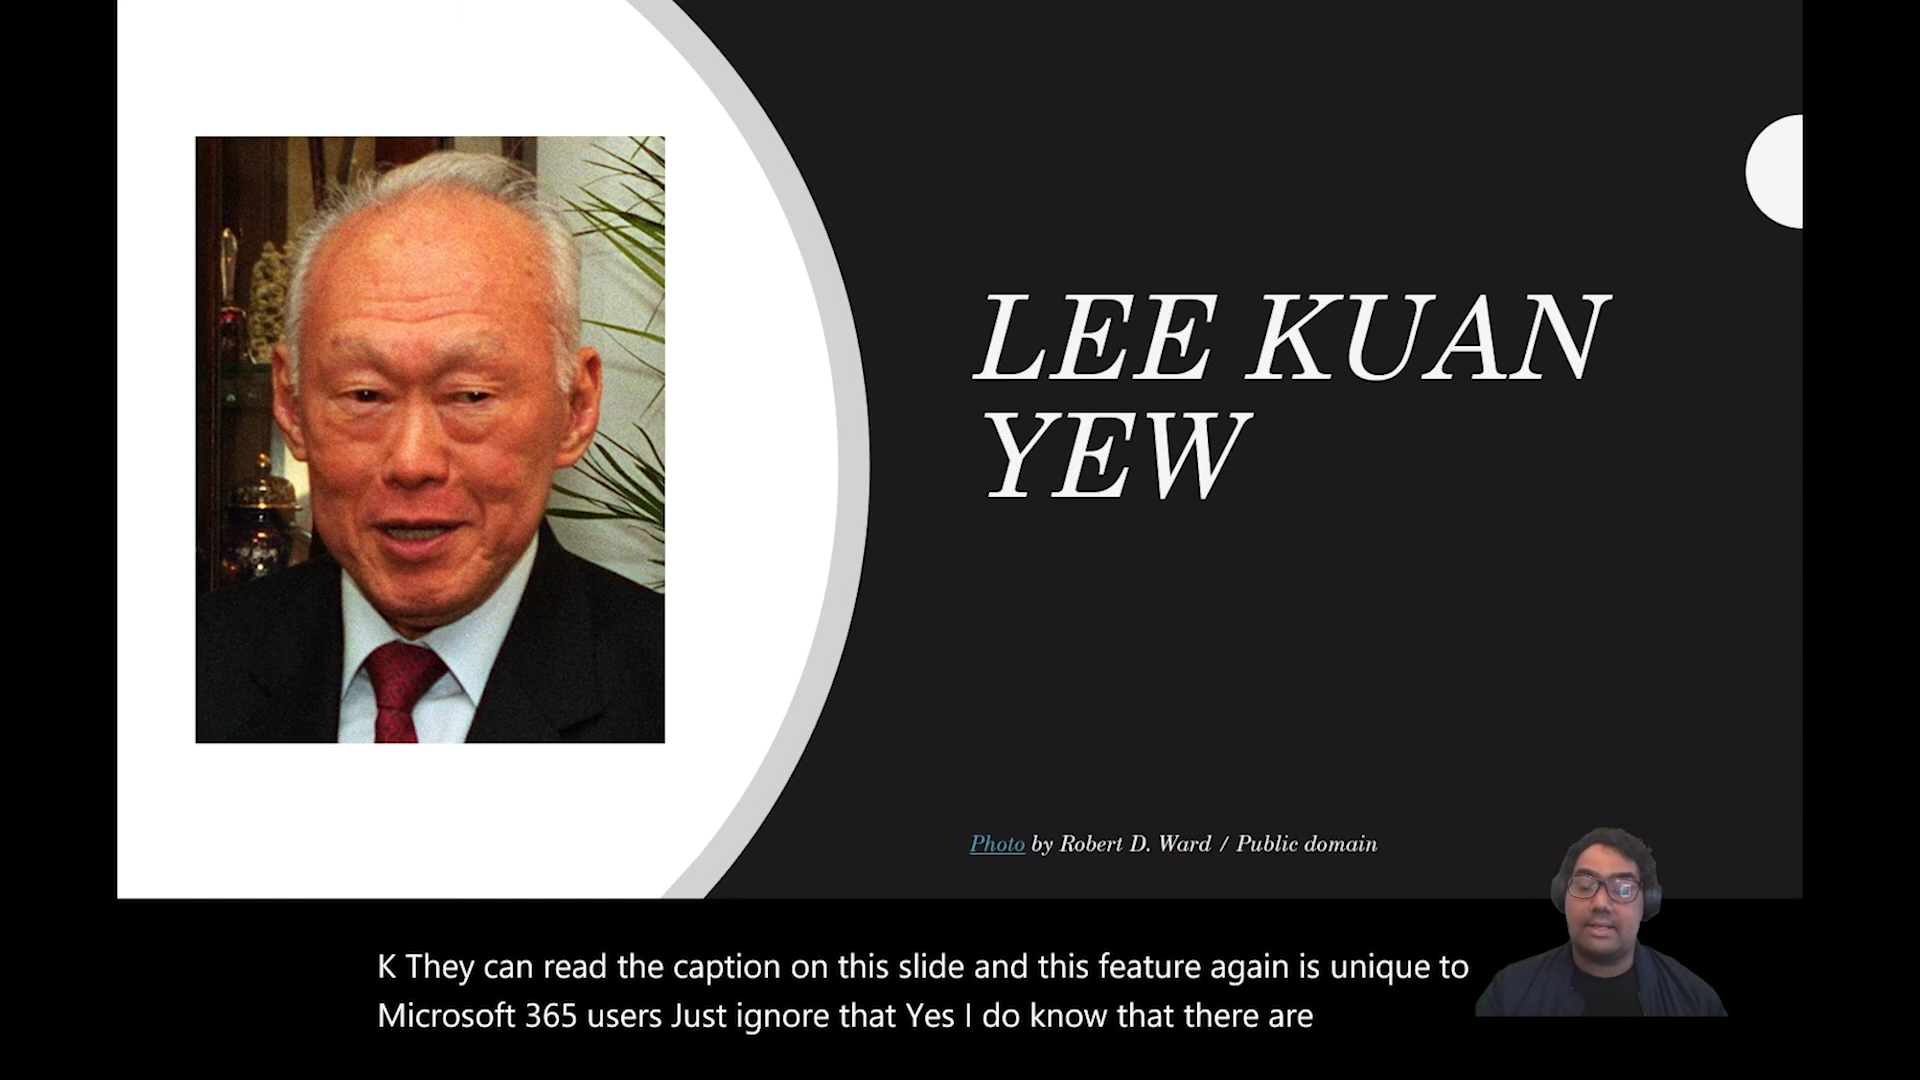 LEE KUAN
YEW
Photo by Robert D. Ward / Public domain
K They can read the caption on this slide and this feature again is unique to
Microsoft 365 users Just ignore that Yes I do know that there are